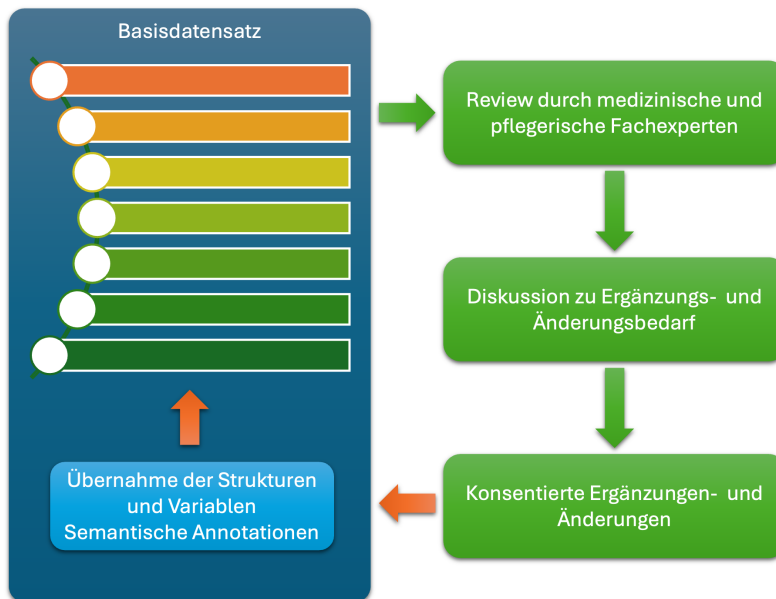 Basisdatensatz
Review durch medizinische und
pflegerische Fachexperten
Diskussion zu Ergänzungs- und
Änderungsbedarf
Konsentierte Ergänzungen- und
Änderungen
Übernahme der Strukturen
und Variablen
Semantische Annotationen